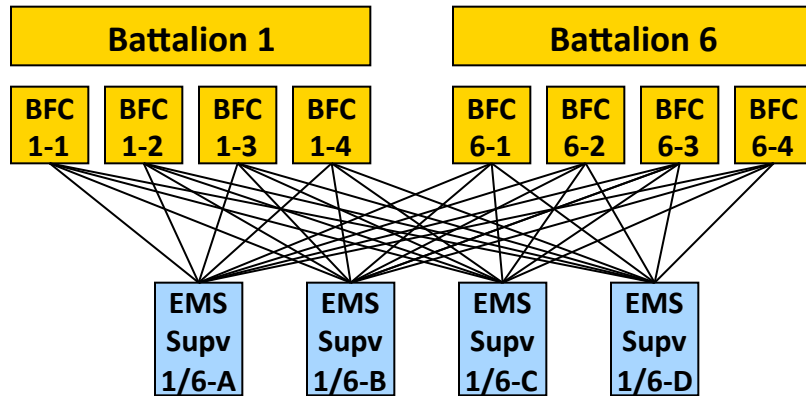 Battalion 1
Battalion 6
BFC
1-1
BFC
1-2
BFC
1-3
BFC
1-4
BFC
6-1
BFC
6-2
BFC
6-3
BFC
6-4
EMS
Supv
1/6-A
EMS
Supv
1/6-B
EMS
Supv
1/6-C
EMS
Supv
1/6-D